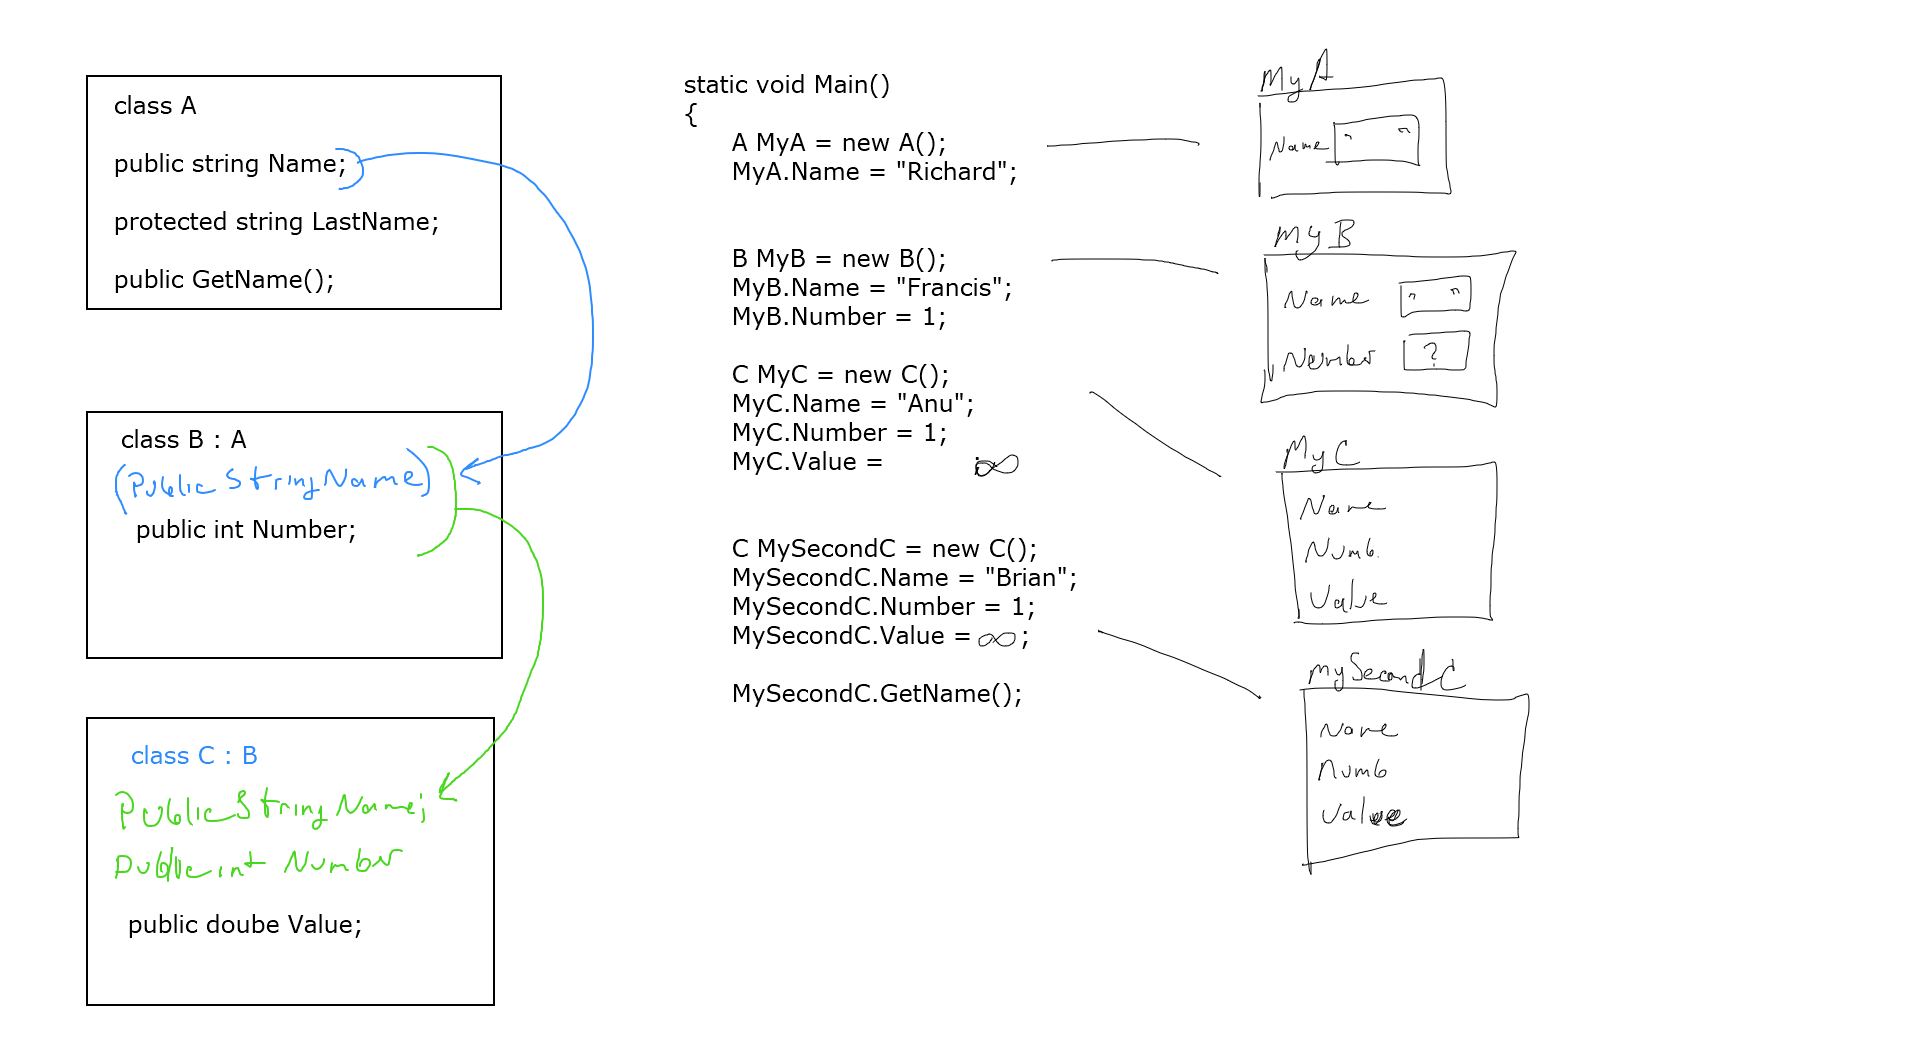 class A
public string Name;
protected string LastName;
public GetName();
class B : A
(Public String Name)
public int Number;
class C : B
Public String Name;
Public int Number
public doube Value;
static void Main()
{
A MyA = new A();
MyA.Name = "Richard";
B MyB = new B();
MyB.Name = "Francis";
MyB.Number = 1;
C MyC = new C();
MyC.Name = "Anu";
MyC.Number = 1;
MyC.Value = ;∞
C MySecondC = new C();
MySecondC.Name = "Brian";
MySecondC.Number = 1;
MySecondC.Value = ∞;
MySecondC.GetName();
MyA
Name " "
MyB
Name " "
Number ?
MyC
Name
Numb.
Value
mySecondC
Name
Numb
Value